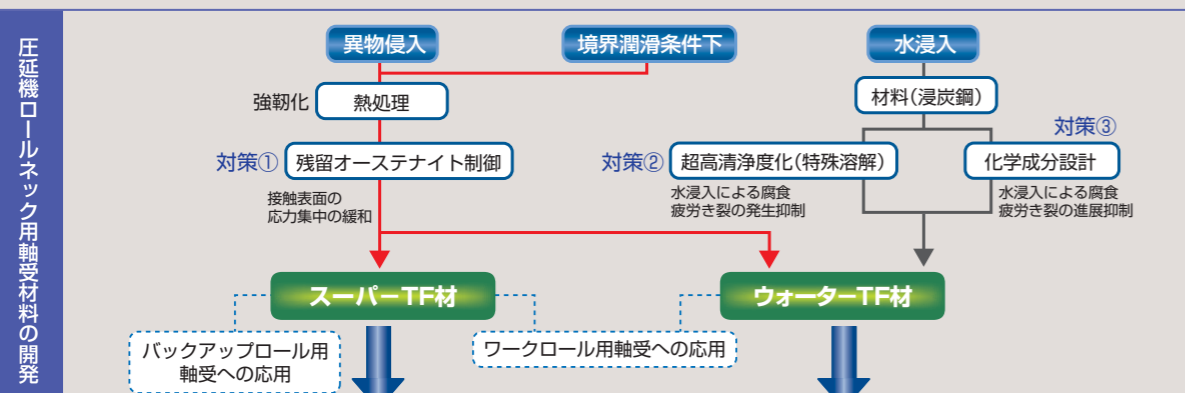 圧延機ロールネック用軸受材料の開発
異物侵入
境界潤滑条件下
水浸入
強靭化
熱処理
材料（浸炭鋼）
対策③
対策①
残留オーステナイト制御
対策②
超高清浄度化（特殊溶解）
化学成分設計
接触表面の
応力集中の緩和
水浸入による腐食
疲労き裂の発生抑制
水浸入による腐食
疲労き裂の進展抑制
スーパーTF材
ウォーターTF材
バックアップロール用
軸受への応用
ワークロール用軸受への応用